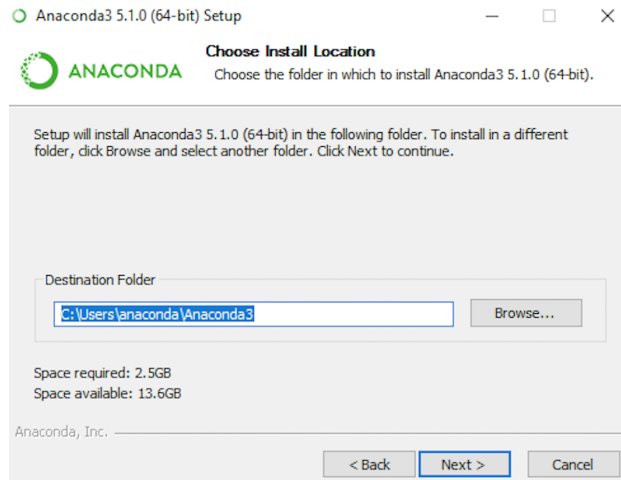 Anaconda3 5.1.0 (64-bit) Setup
ANACONDA
Choose Install Location
Choose the folder in which to install Anaconda3 5.1.0 (64-bit).
Setup will install Anaconda3 5.1.0 (64-bit) in the following folder. To install in a different
folder, click Browse and select another folder. Click Next to continue.
Destination Folder
C:\Users\anaconda\Anaconda3
Browse...
Space required: 2.5GB
Space available: 13.6GB
Anaconda, Inc.
< Back
Next >
Cancel